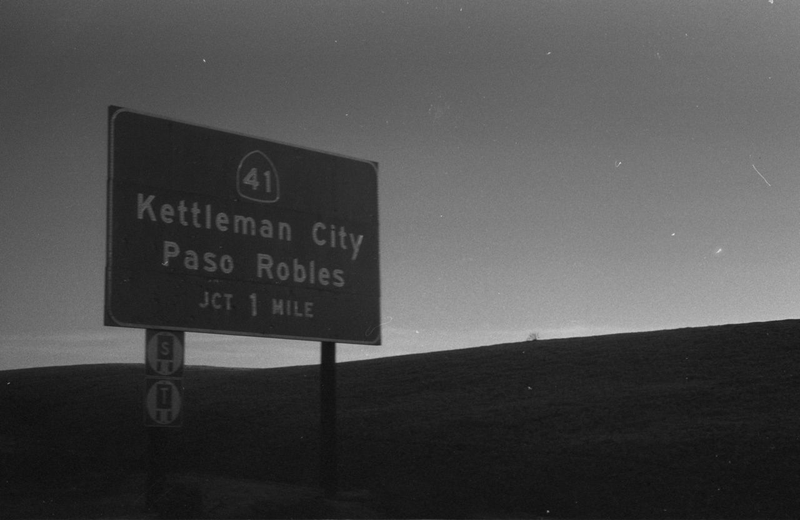 41
Kettleman City
Paso Robles
JCT 1 MILE
S
T